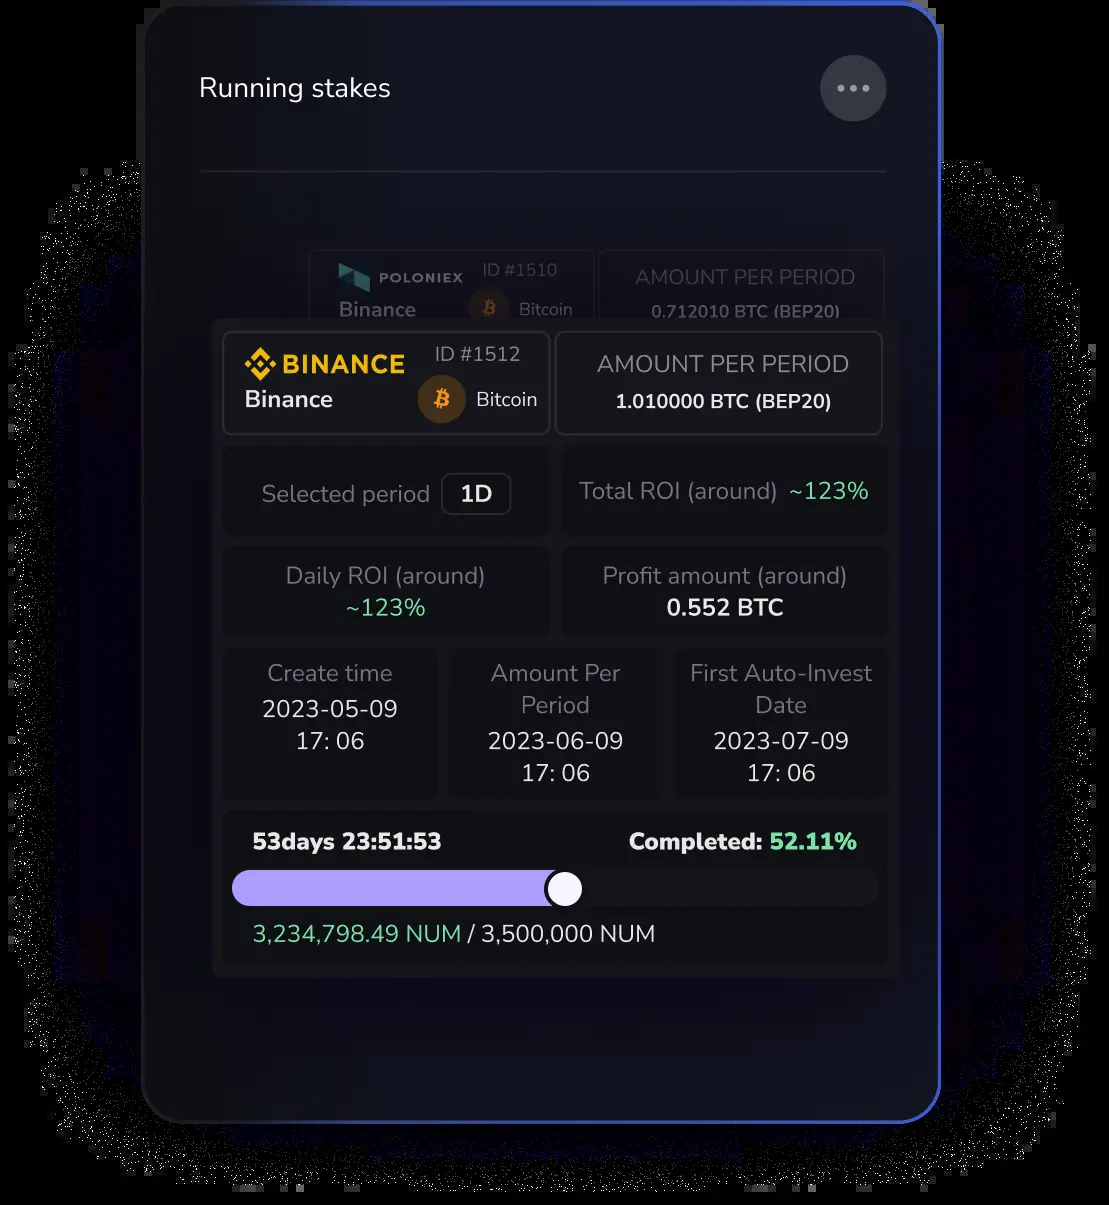 Running stakes
POLONIEX
ID #1510
Binance
Bitcoin
AMOUNT PER PERIOD
0.712010 BTC (BEP20)
BINANCE
ID #1512
Binance
Bitcoin
AMOUNT PER PERIOD
1.010000 BTC (BEP20)
Selected period 1D
Total ROI (around) ~123%
Daily ROI (around)
~123%
Profit amount (around)
0.552 BTC
Create time
2023-05-09
17: 06
Amount Per
Period
2023-06-09
17: 06
First Auto-Invest
Date
2023-07-09
17: 06
53days 23:51:53
Completed: 52.11%
3,234,798.49 NUM / 3,500,000 NUM